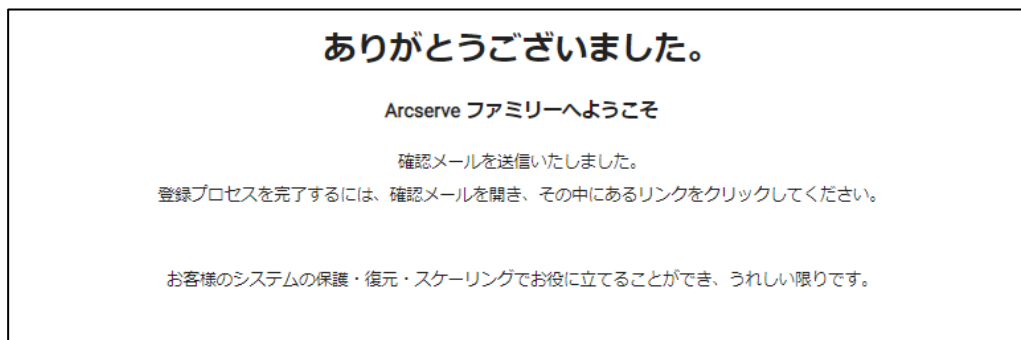 ありがとうございました。
Arcserve ファミリーへようこそ
確認メールを送信いたしました。
登録プロセスを完了するには、確認メールを開き、その中にあるリンクをクリックしてください。
お客様のシステムの保護・復元・スケーリングでお役に立てることができ、うれしい限りです。